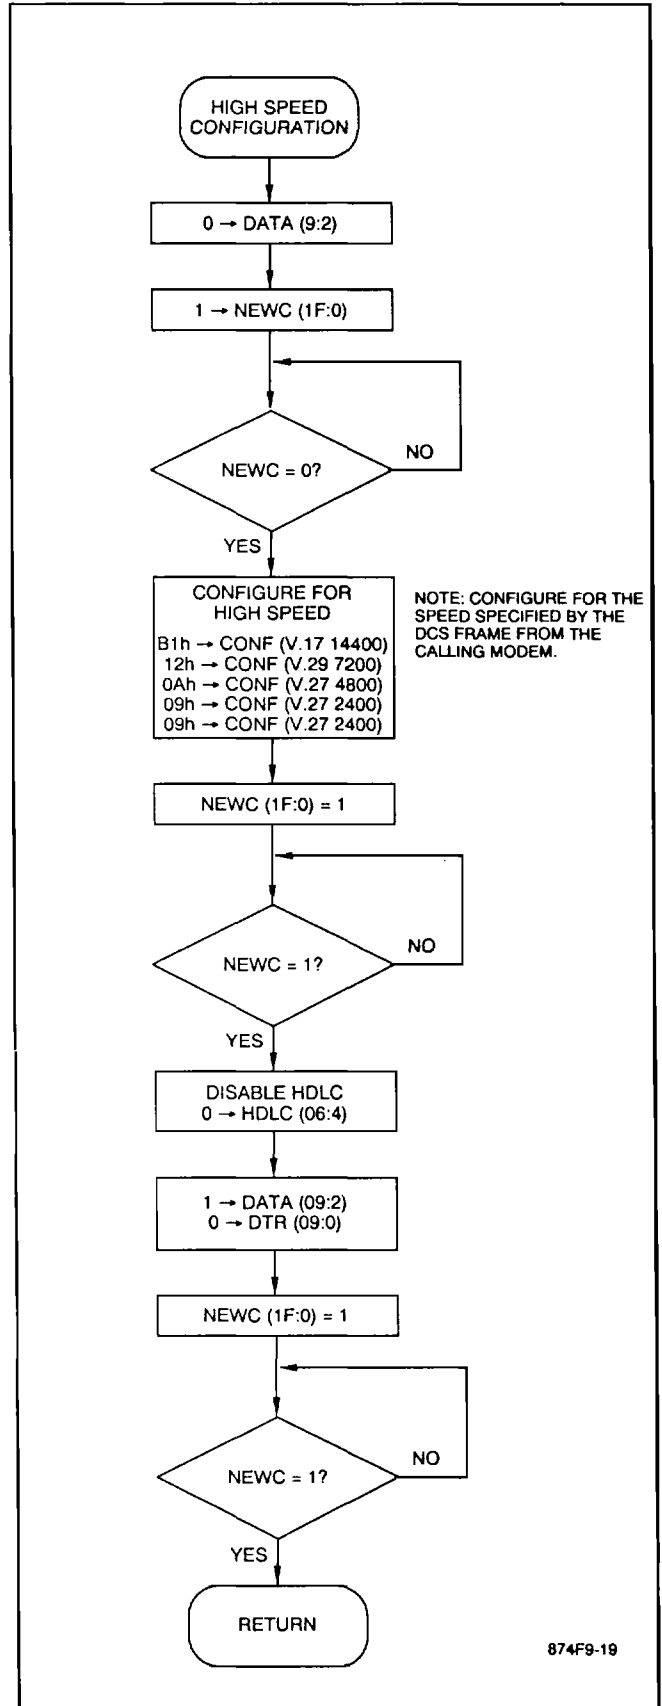 HIGH SPEED
CONFIGURATION
0 → DATA (9:2)
1 → NEWC (1F:0)
NEWC = 0?
NO
YES
CONFIGURE FOR
HIGH SPEED
B1h → CONF (V.17 14400)
12h → CONF (V.29 7200)
0Ah → CONF (V.27 4800)
09h → CONF (V.27 2400)
09h → CONF (V.27 2400)
NOTE: CONFIGURE FOR THE
SPEED SPECIFIED BY THE
DCS FRAME FROM THE
CALLING MODEM.
NEWC (1F:0) = 1
NEWC = 1?
NO
YES
DISABLE HDLC
0 → HDLC (06:4)
1 → DATA (09:2)
0 → DTR (09:0)
NEWC (1F:0) = 1
NEWC = 1?
NO
YES
RETURN
874F9-19